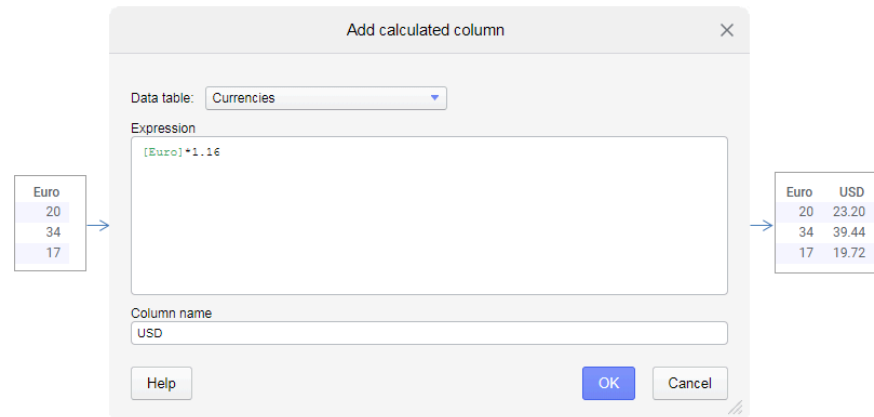 Add calculated column
Data table: Currencies
Expression
[Euro]*1.16
Euro
20
34
17
Euro USD
20 23.20
34 39.44
17 19.72
Column name
USD
Help OK Cancel